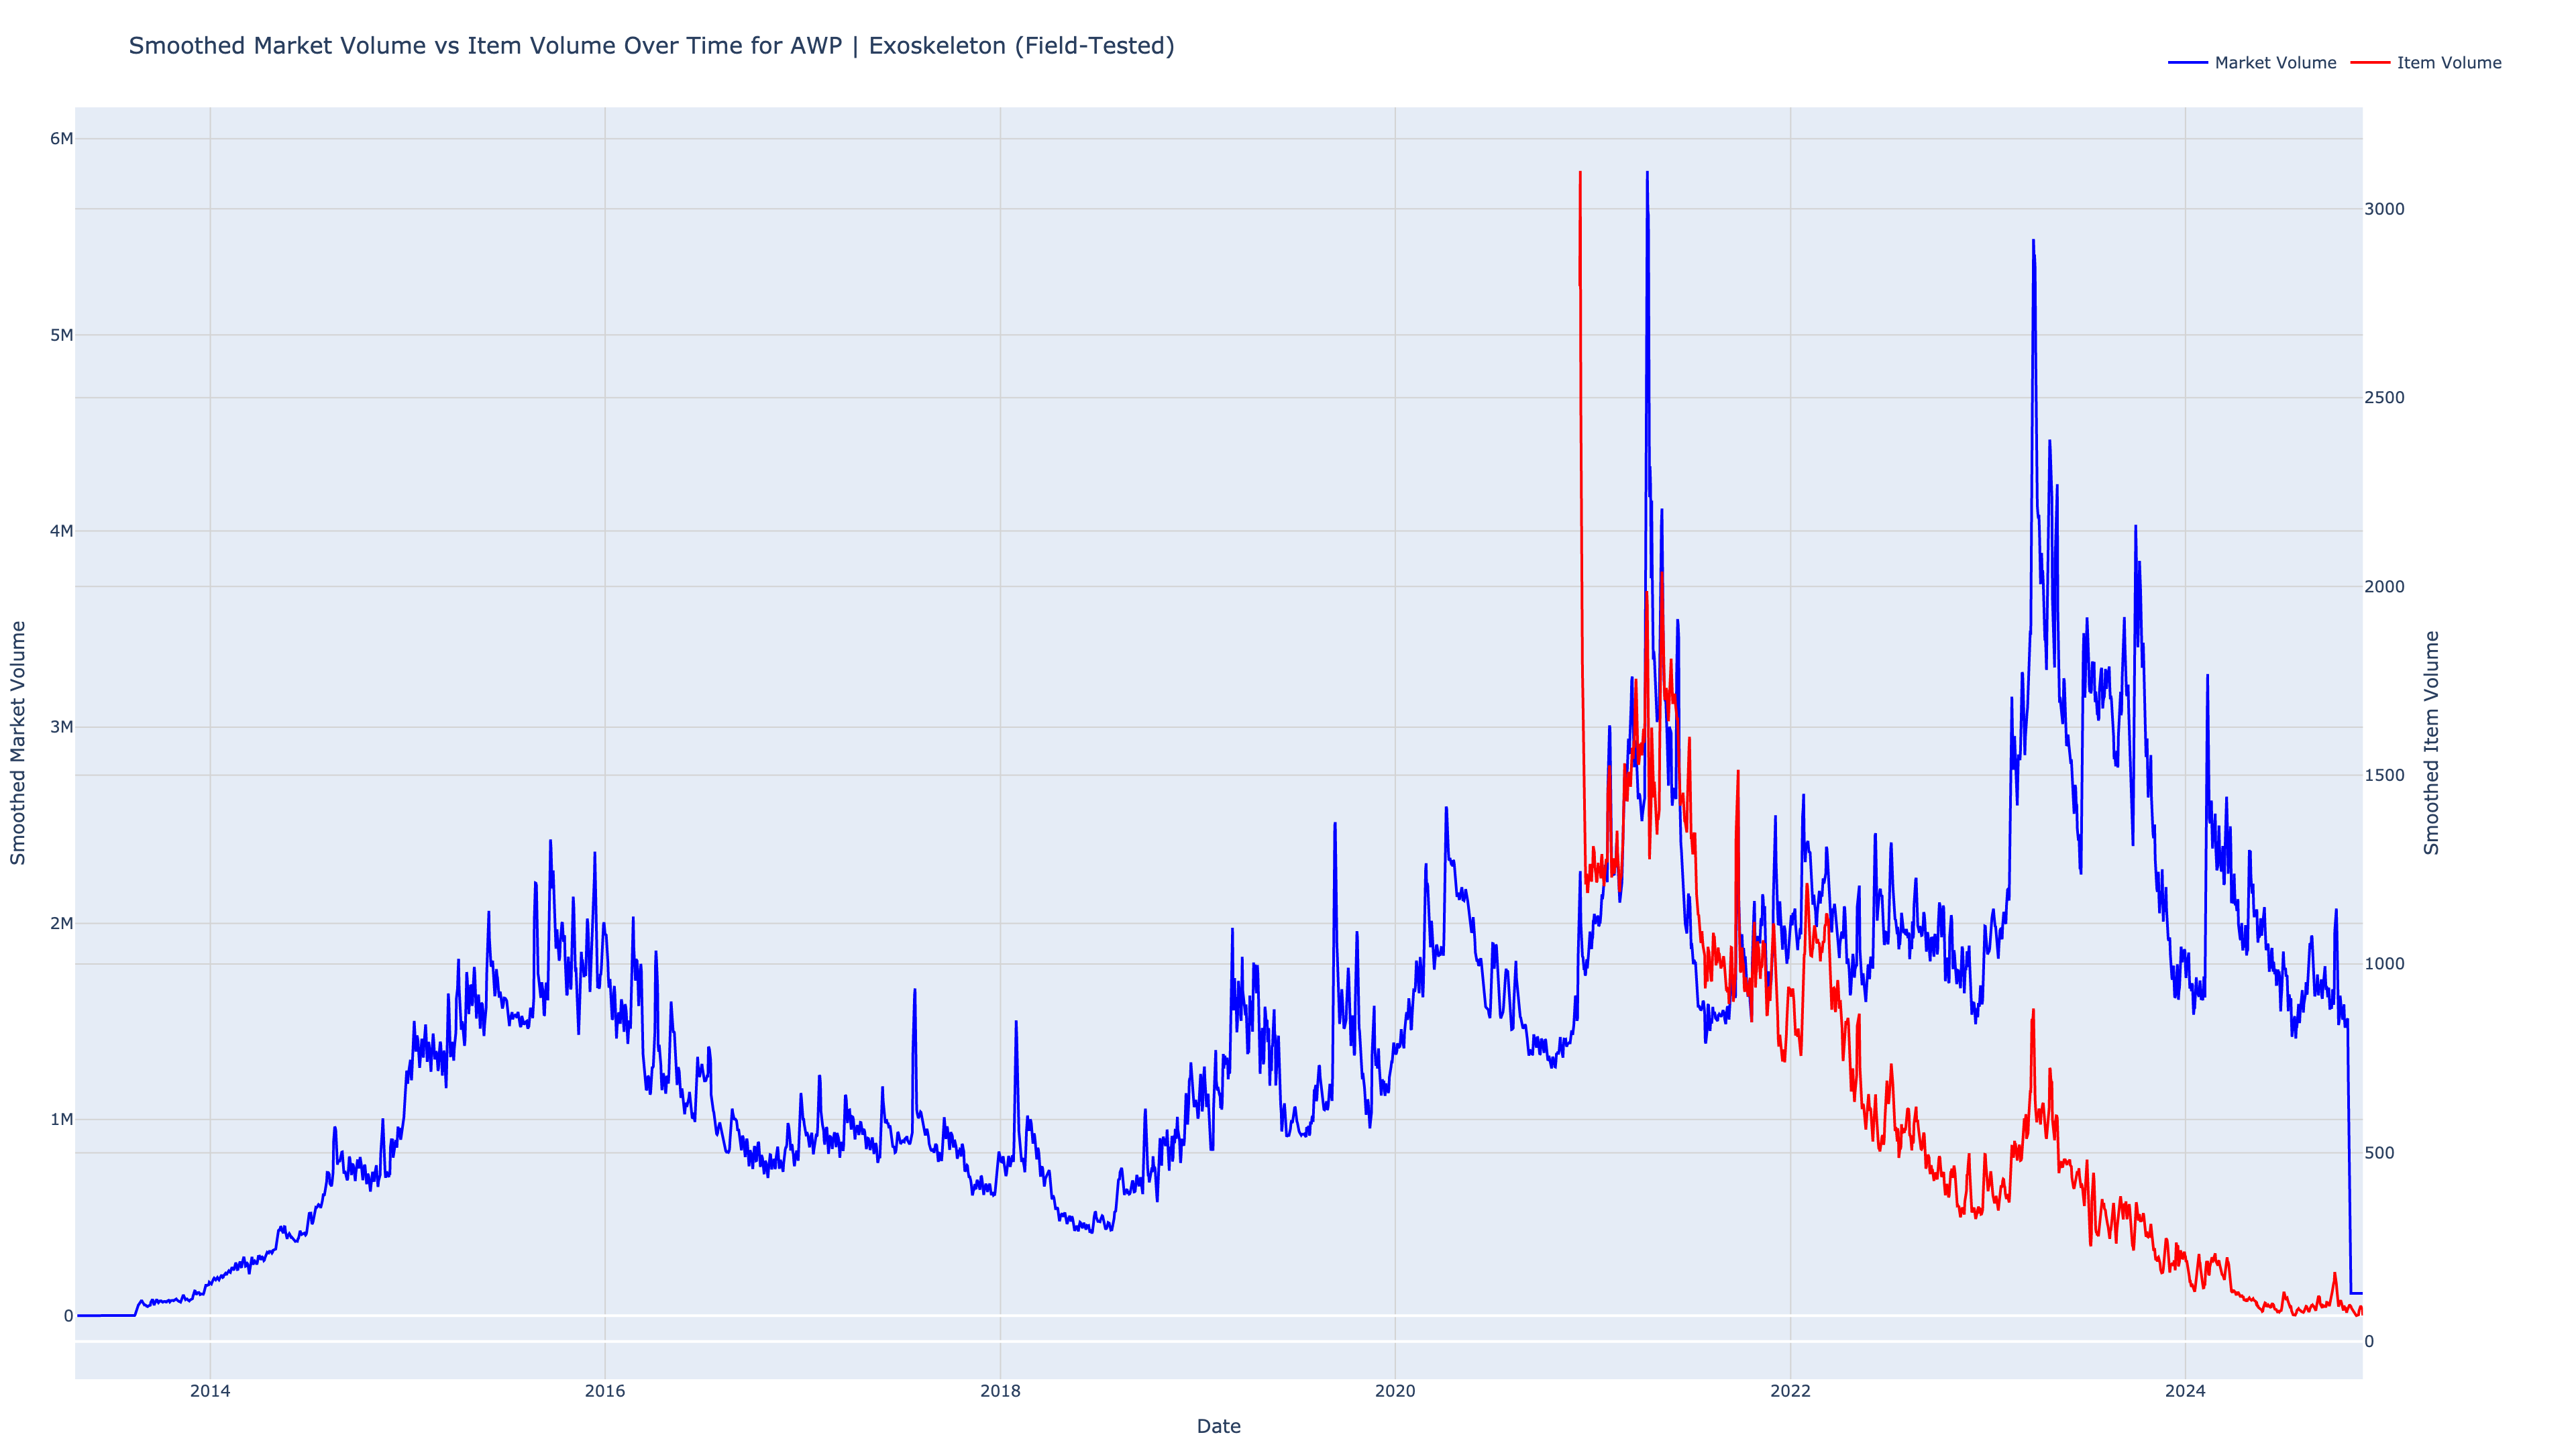 Smoothed Market Volume vs Item Volume Over Time for AWP | Exoskeleton (Field-Tested)
Market Volume
Item Volume
6M
5M
4M
3M
2M
1M
0
Smoothed Market Volume
3000
2500
2000
1500
1000
500
0
Smoothed Item Volume
2014
2016
2018
2020
2022
2024
Date